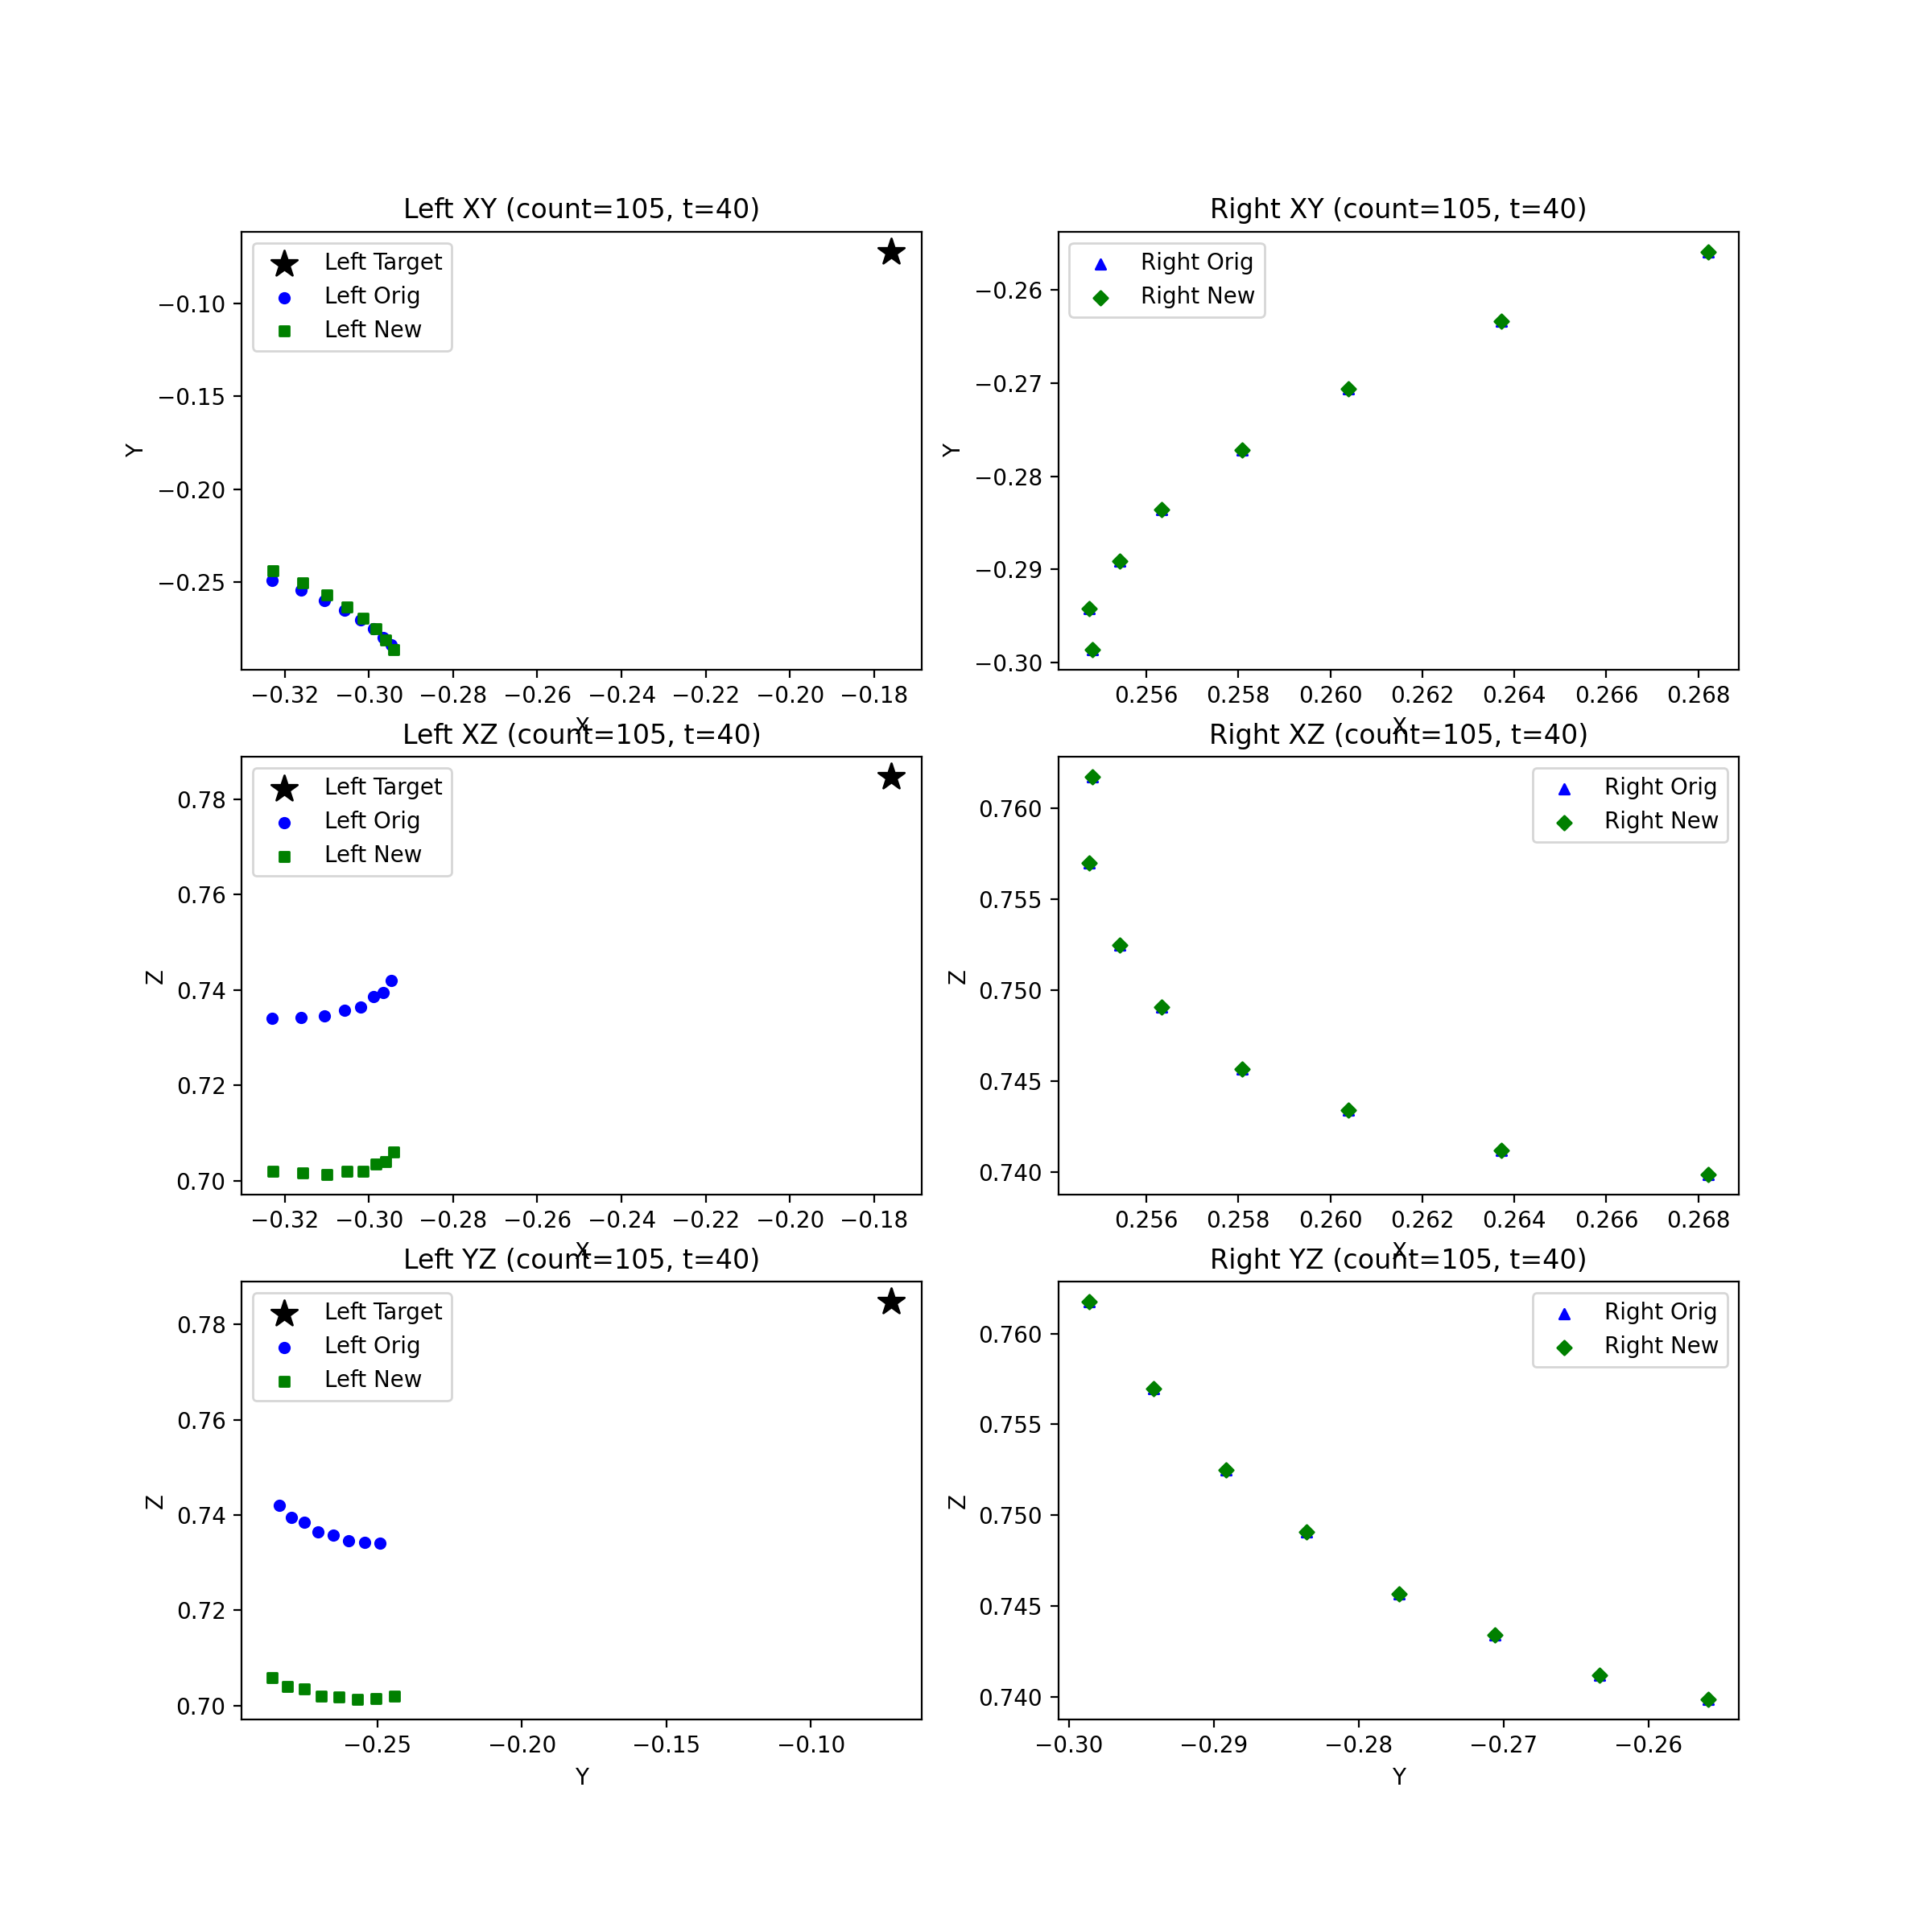 Left XY (count=105, t=40)
Left Target
Left Orig
Left New
Y
−0.10
−0.15
−0.20
−0.25
−0.32 −0.30 −0.28 −0.26 −0.24 −0.22 −0.20 −0.18
X
Right XY (count=105, t=40)
Right Orig
Right New
Y
−0.26
−0.27
−0.28
−0.29
−0.30
0.256 0.258 0.260 0.262 0.264 0.266 0.268
X
Left XZ (count=105, t=40)
Left Target
Left Orig
Left New
Z
0.78
0.76
0.74
0.72
0.70
−0.32 −0.30 −0.28 −0.26 −0.24 −0.22 −0.20 −0.18
X
Right XZ (count=105, t=40)
Right Orig
Right New
Z
0.760
0.755
0.750
0.745
0.740
0.256 0.258 0.260 0.262 0.264 0.266 0.268
X
Left YZ (count=105, t=40)
Left Target
Left Orig
Left New
Z
0.78
0.76
0.74
0.72
0.70
−0.25 −0.20 −0.15 −0.10
Y
Right YZ (count=105, t=40)
Right Orig
Right New
Z
0.760
0.755
0.750
0.745
0.740
−0.30 −0.29 −0.28 −0.27 −0.26
Y